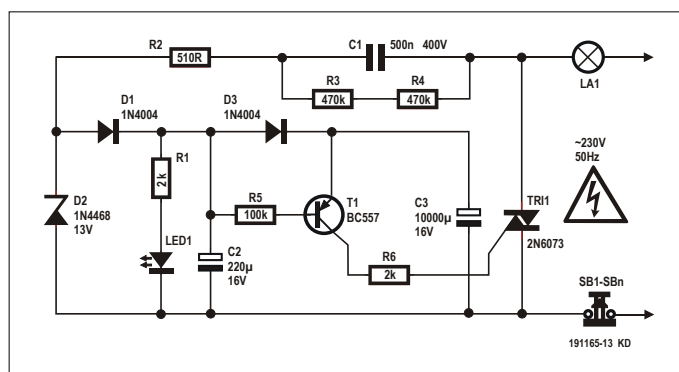 R2
510R
C1
500n 400V
R3
470k
R4
470k
LA1
D1
1N4004
D3
1N4004
R1
2k
~230V
50Hz
D2
1N4468
13V
R5
100k
T1
BC557
C3
10000µ
16V
TRI1
2N6073
LED1
C2
220µ
16V
R6
2k
SB1-SBn
191165-13 KD